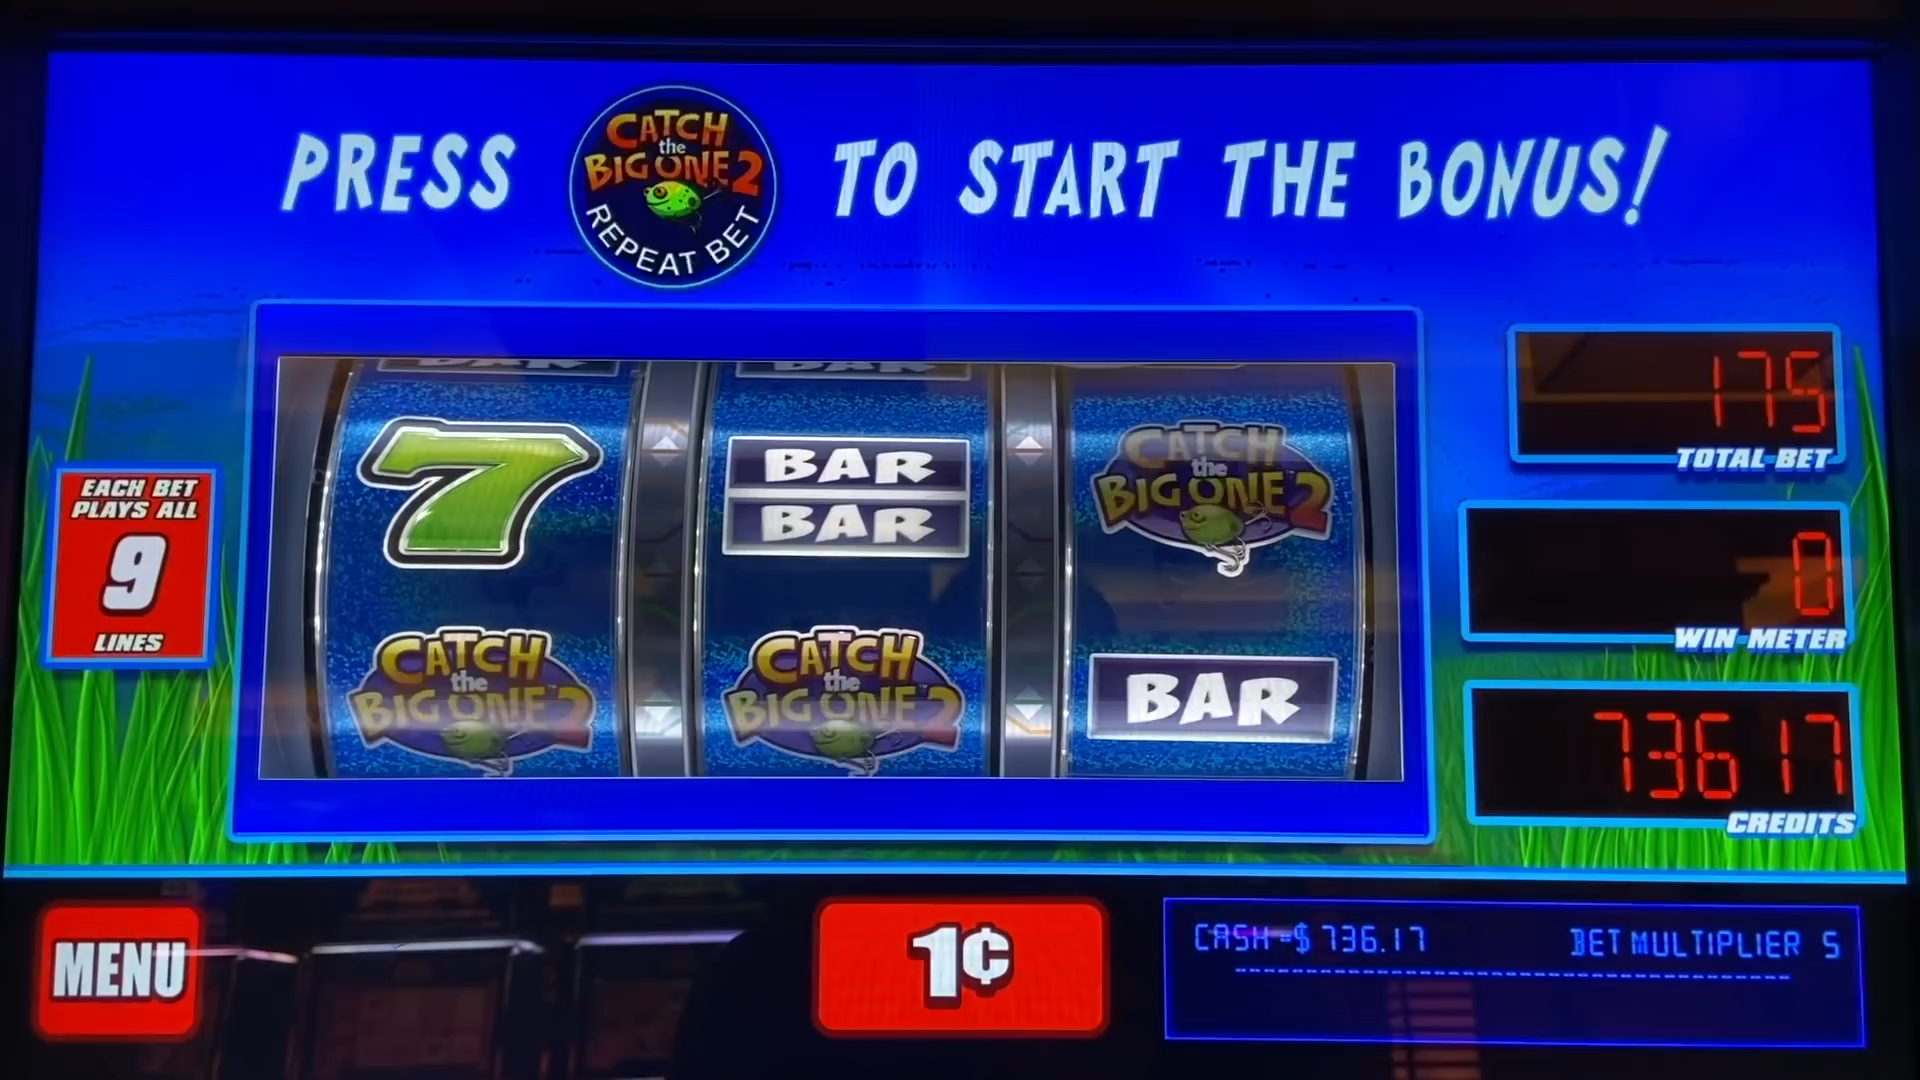 PRESS CATCH the BIG ONE 2 REPEAT BET TO START THE BONUS!
175
TOTAL BET
EACH BET
PLAYS ALL
9
LINES
7
BAR
BAR
CATCH
the
BIG ONE 2
0
WIN METER
CATCH
the
BIG ONE 2
CATCH
the
BIG ONE 2
BAR
73617
CREDITS
MENU
1¢
CASH -$ 736.17 BET MULTIPLIER 5